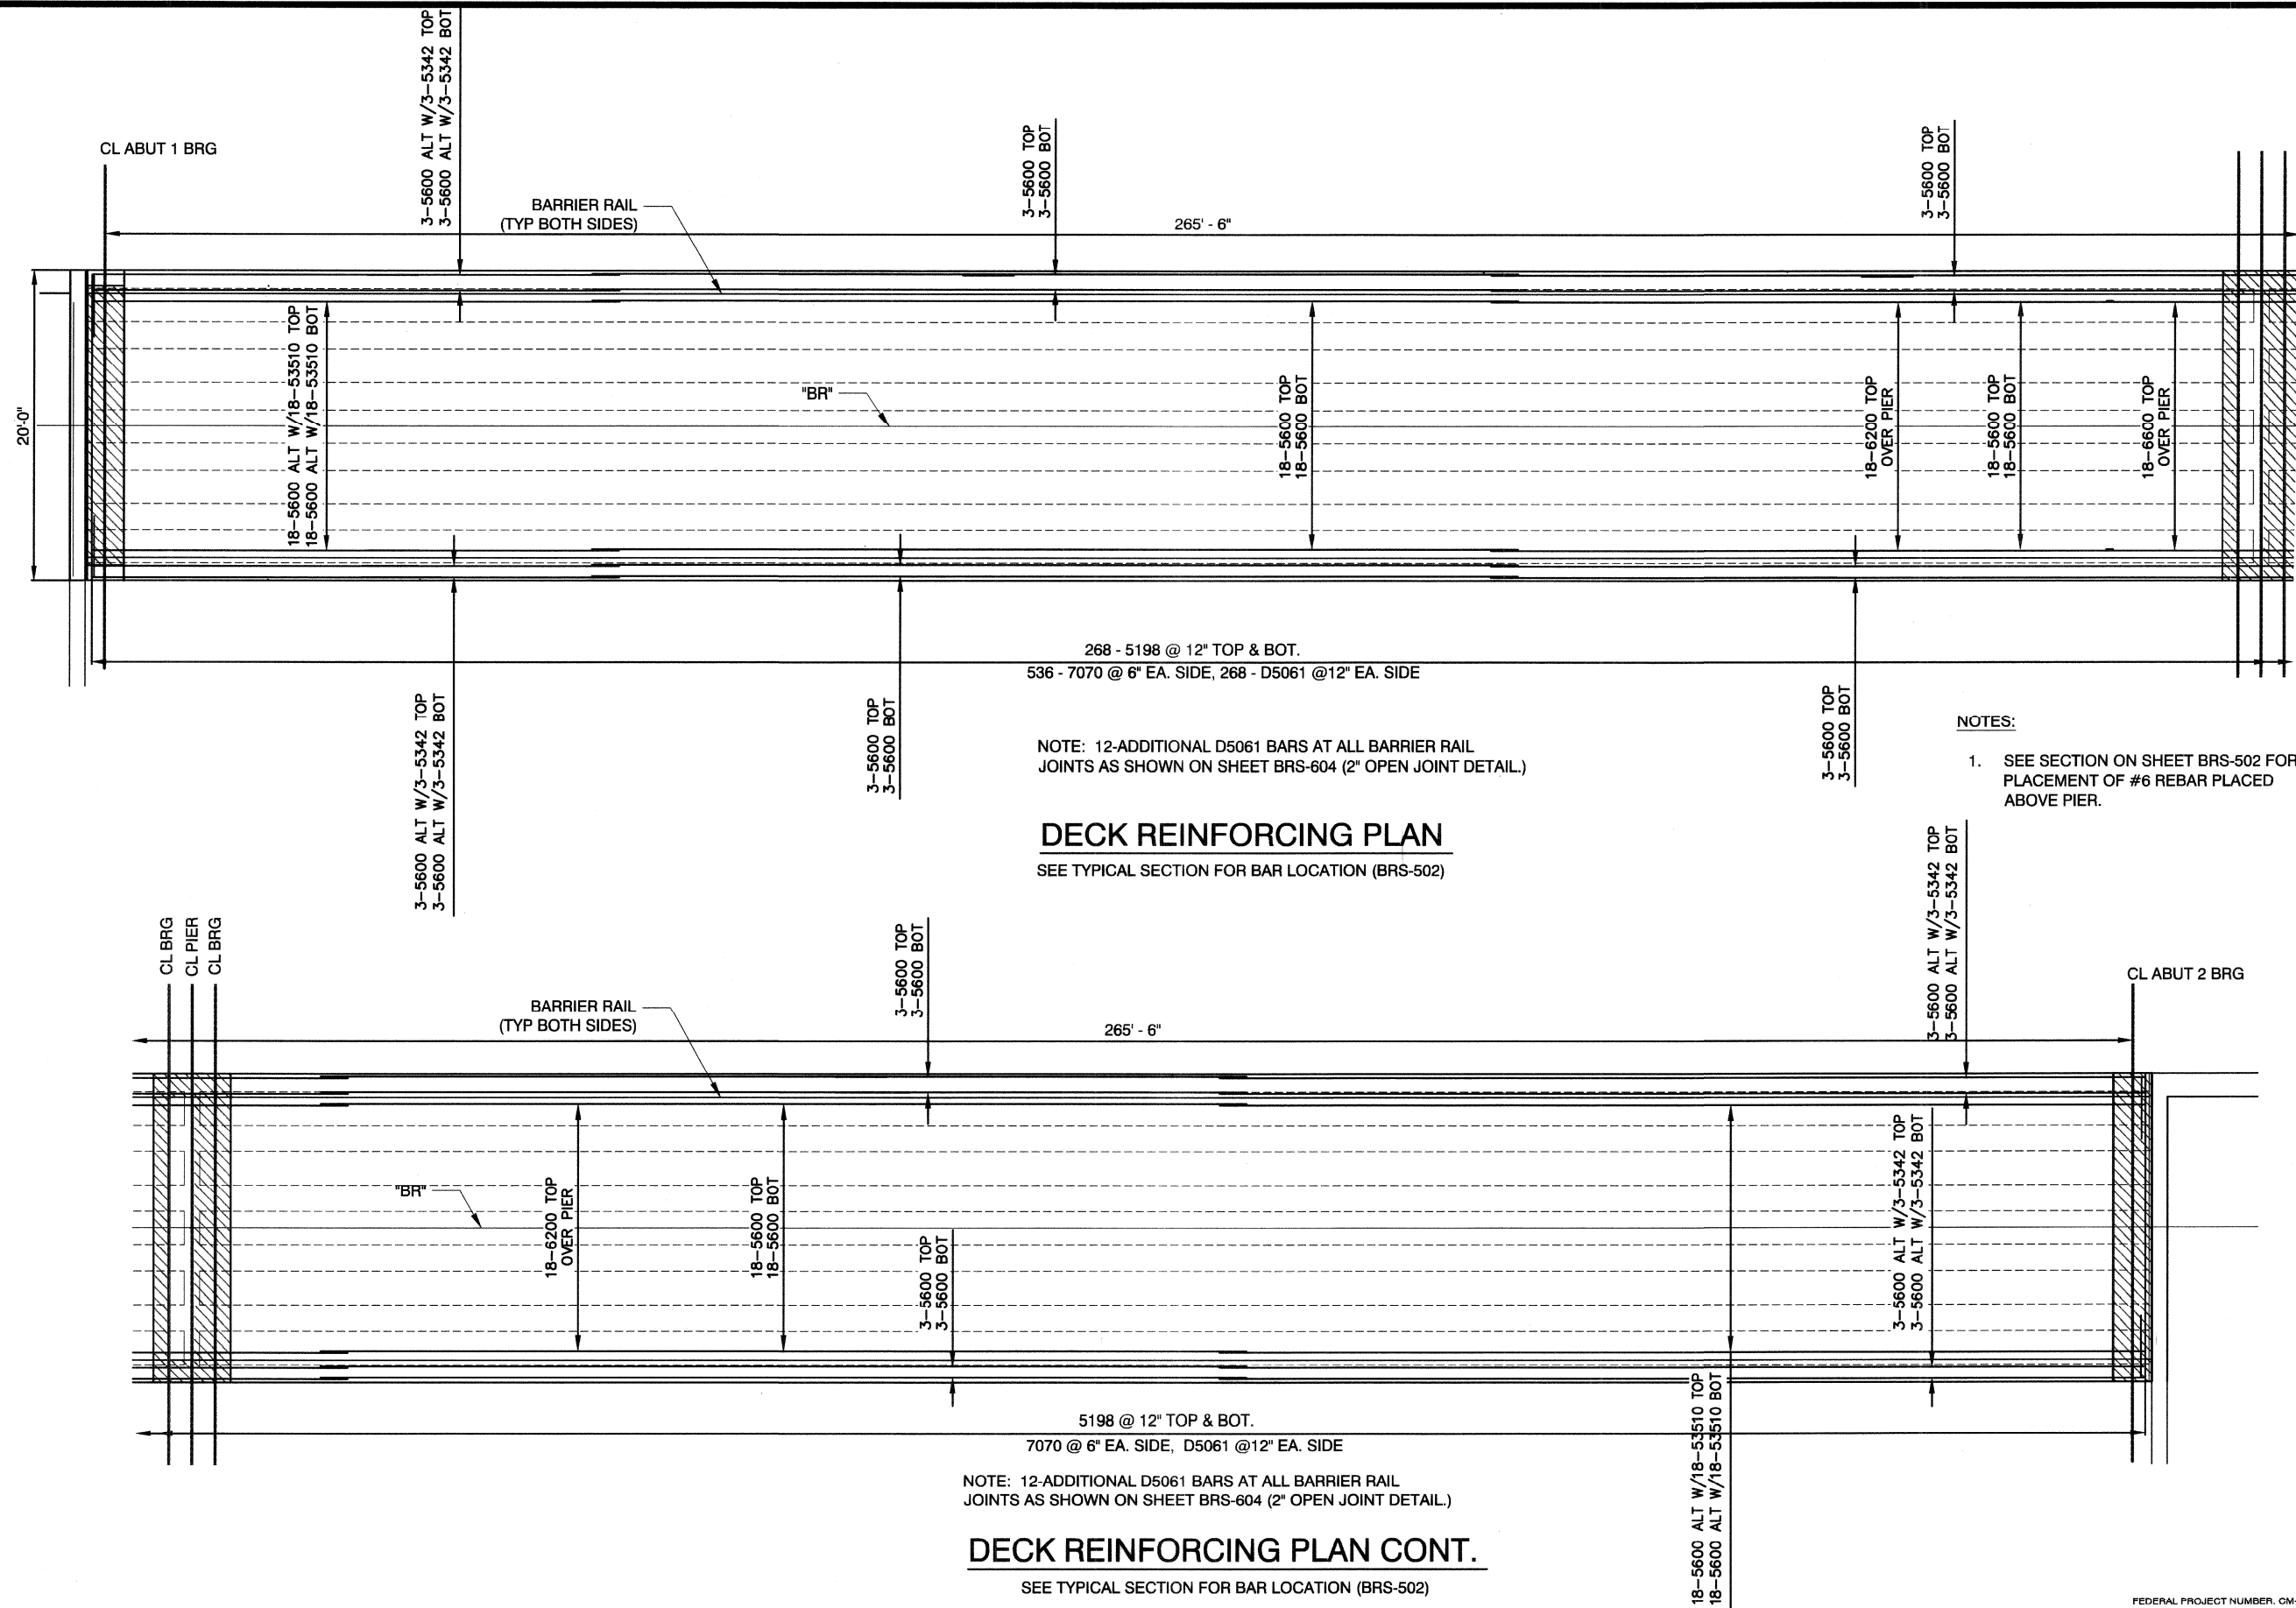 3-5600 ALT W/3-5342 TOP
3-5600 ALT W/3-5342 BOT
3-5600 TOP
3-5600 BOT
3-5600 TOP
3-5600 BOT
CL ABUT 1 BRG
BARRIER RAIL
(TYP BOTH SIDES)
265' - 6"
20'-0"
18-5600 ALT W/18-53510 TOP
18-5600 ALT W/18-53510 BOT
"BR"
18-5600 TOP
18-5600 BOT
18-6200 TOP
OVER PIER
18-5600 TOP
18-5600 BOT
18-6600 TOP
OVER PIER
268 - 5198 @ 12" TOP & BOT.
536 - 7070 @ 6" EA. SIDE, 268 - D5061 @12" EA. SIDE
3-5600 ALT W/3-5342 TOP
3-5600 ALT W/3-5342 BOT
3-5600 TOP
3-5600 BOT
3-5600 TOP
3-5600 BOT
NOTE: 12-ADDITIONAL D5061 BARS AT ALL BARRIER RAIL
JOINTS AS SHOWN ON SHEET BRS-604 (2" OPEN JOINT DETAIL.)
NOTES:
1. SEE SECTION ON SHEET BRS-502 FOR
PLACEMENT OF #6 REBAR PLACED
ABOVE PIER.
DECK REINFORCING PLAN
SEE TYPICAL SECTION FOR BAR LOCATION (BRS-502)
CL BRG
CL PIER
CL BRG
3-5600 TOP
3-5600 BOT
3-5600 ALT W/3-5342 TOP
3-5600 ALT W/3-5342 BOT
CL ABUT 2 BRG
BARRIER RAIL
(TYP BOTH SIDES)
265' - 6"
"BR"
18-6200 TOP
OVER PIER
18-5600 TOP
18-5600 BOT
3-5600 TOP
3-5600 BOT
3-5600 ALT W/3-5342 TOP
3-5600 ALT W/3-5342 BOT
18-5600 ALT W/18-53510 TOP
18-5600 ALT W/18-53510 BOT
5198 @ 12" TOP & BOT.
7070 @ 6" EA. SIDE, D5061 @12" EA. SIDE
NOTE: 12-ADDITIONAL D5061 BARS AT ALL BARRIER RAIL
JOINTS AS SHOWN ON SHEET BRS-604 (2" OPEN JOINT DETAIL.)
DECK REINFORCING PLAN CONT.
SEE TYPICAL SECTION FOR BAR LOCATION (BRS-502)
FEDERAL PROJECT NUMBER. CM-